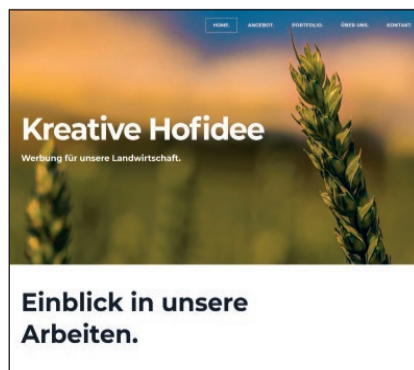 HOME. ANGEBOT. PORTFOLIO. ÜBER UNS. KONTAKT.
Kreative Hofidee
Werbung für unsere Landwirtschaft.
Einblick in unsere
Arbeiten.